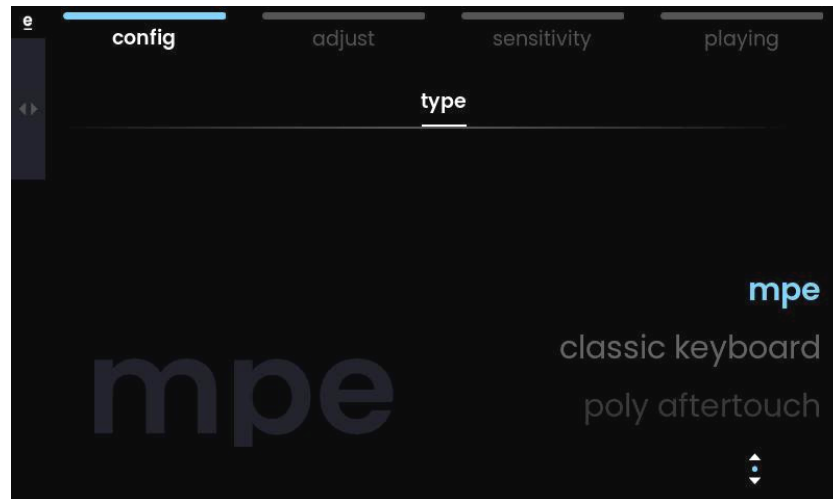 e
config adjust sensitivity playing
type
mpe
classic keyboard
mpe
poly aftertouch